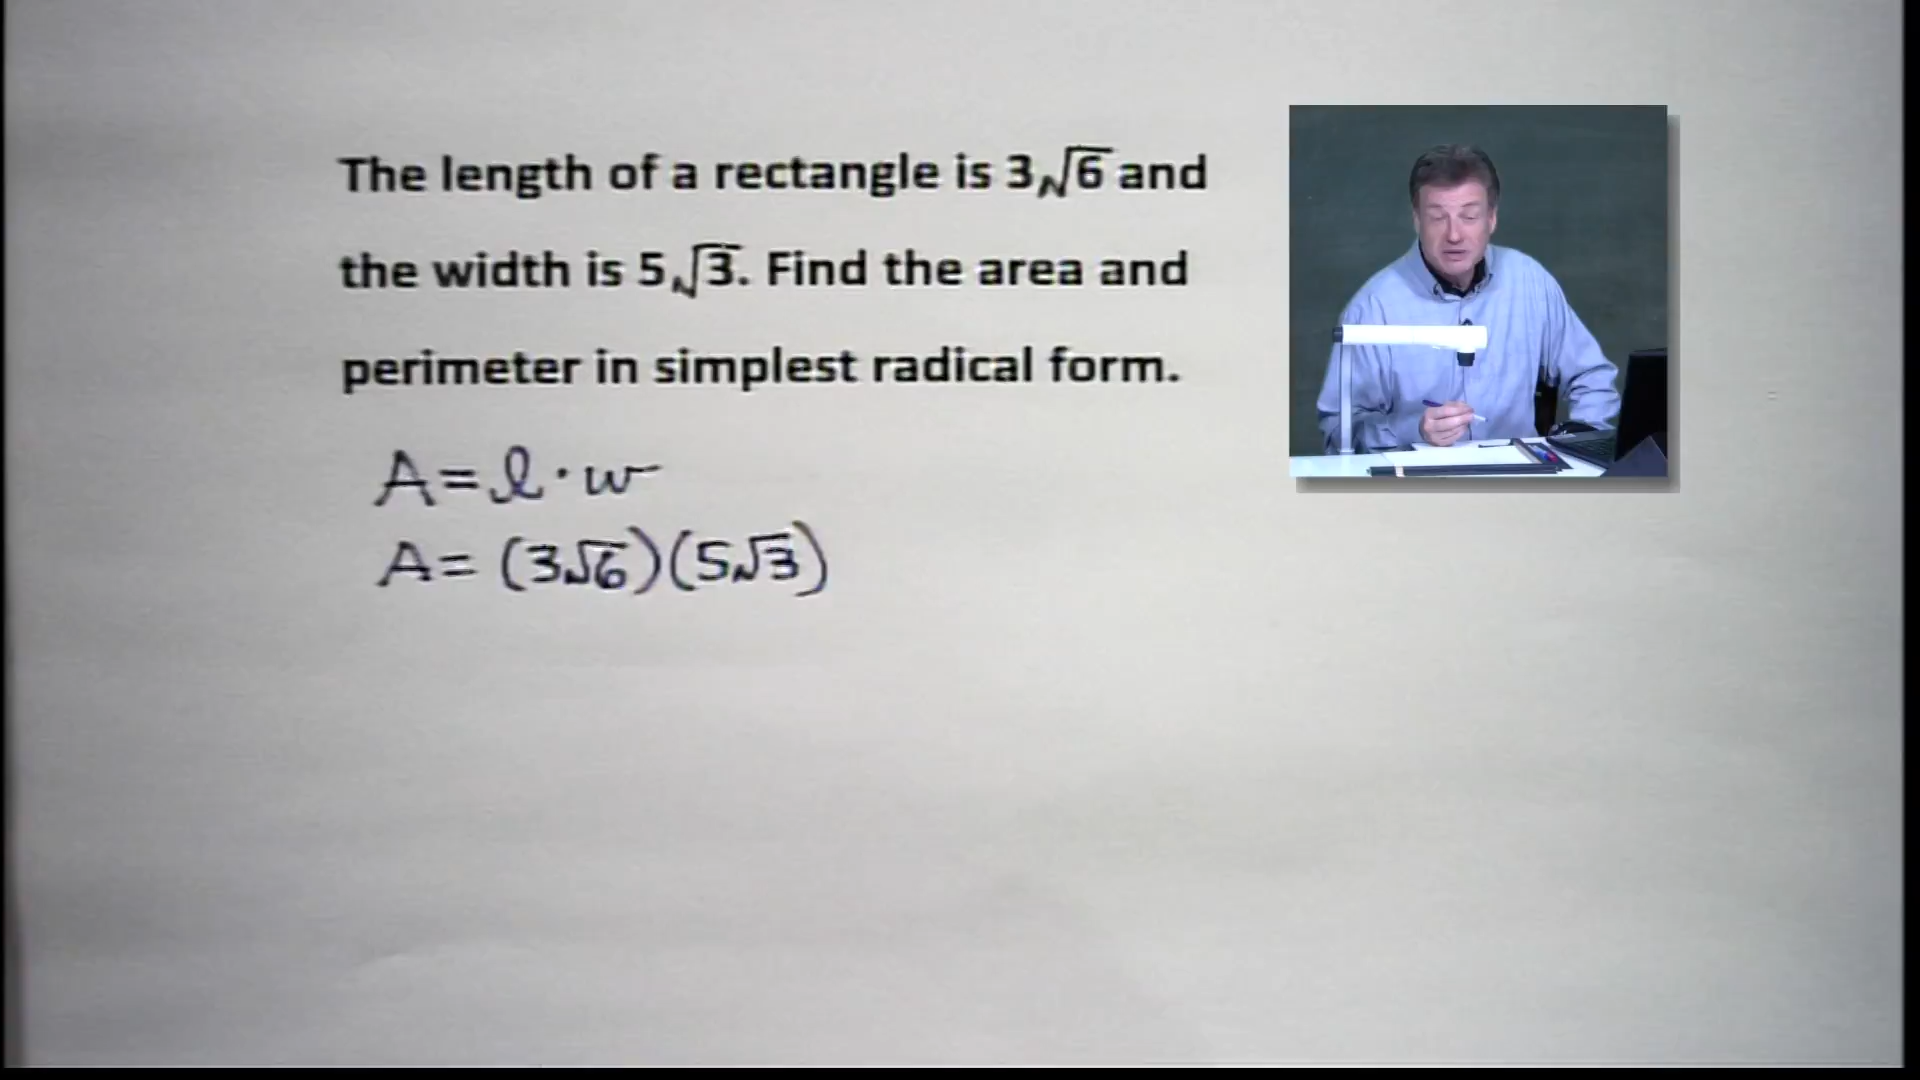 The length of a rectangle is 3√6 and
the width is 5√3. Find the area and
perimeter in simplest radical form.
A = l · w
A = (3√6)(5√3)